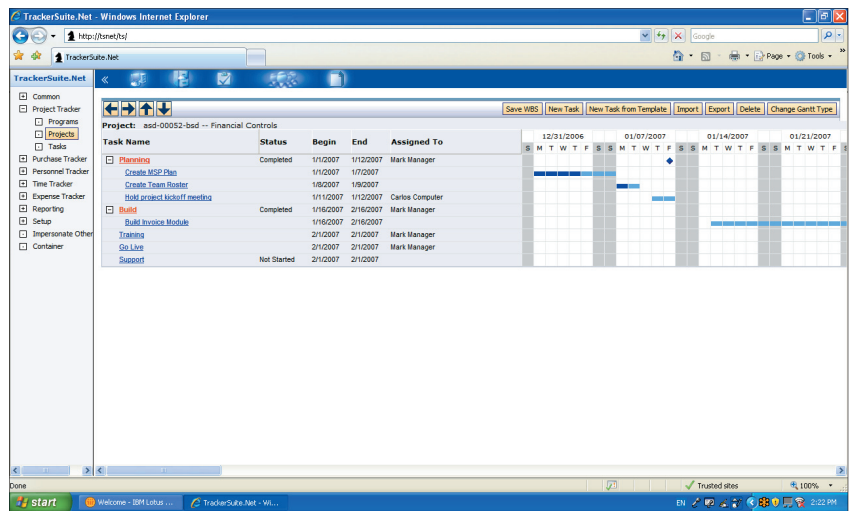 TrackerSuite.Net - Windows Internet Explorer
http://tsnet/ts/
Google
TrackerSuite.Net
Page
Tools
TrackerSuite.Net
Common
Project Tracker
Programs
Projects
Tasks
Purchase Tracker
Personnel Tracker
Time Tracker
Expense Tracker
Reporting
Setup
Impersonate Other
Container
Save WBS New Task New Task from Template Import Export Delete Change Gantt Type
Project: asd-00052-bsd -- Financial Controls
Task Name Status Begin End Assigned To 12/31/2006 01/07/2007 01/14/2007 01/21/2007
S M T W T F S S M T W T F S S M T W T F S S M T W T F S
Planning Completed 1/1/2007 1/12/2007 Mark Manager
Create MSP Plan 1/1/2007 1/7/2007
Create Team Roster 1/8/2007 1/9/2007
Hold project kickoff meeting 1/11/2007 1/12/2007 Carlos Computer
Build Completed 1/16/2007 2/16/2007 Mark Manager
Build Invoice Module 1/16/2007 2/16/2007
Training 2/1/2007 2/1/2007 Mark Manager
Go Live 2/1/2007 2/1/2007 Mark Manager
Support Not Started 2/1/2007 2/1/2007
Done Trusted sites 100%
start Welcome - IBM Lotus ... TrackerSuite.Net - Wi... EN 2:22 PM